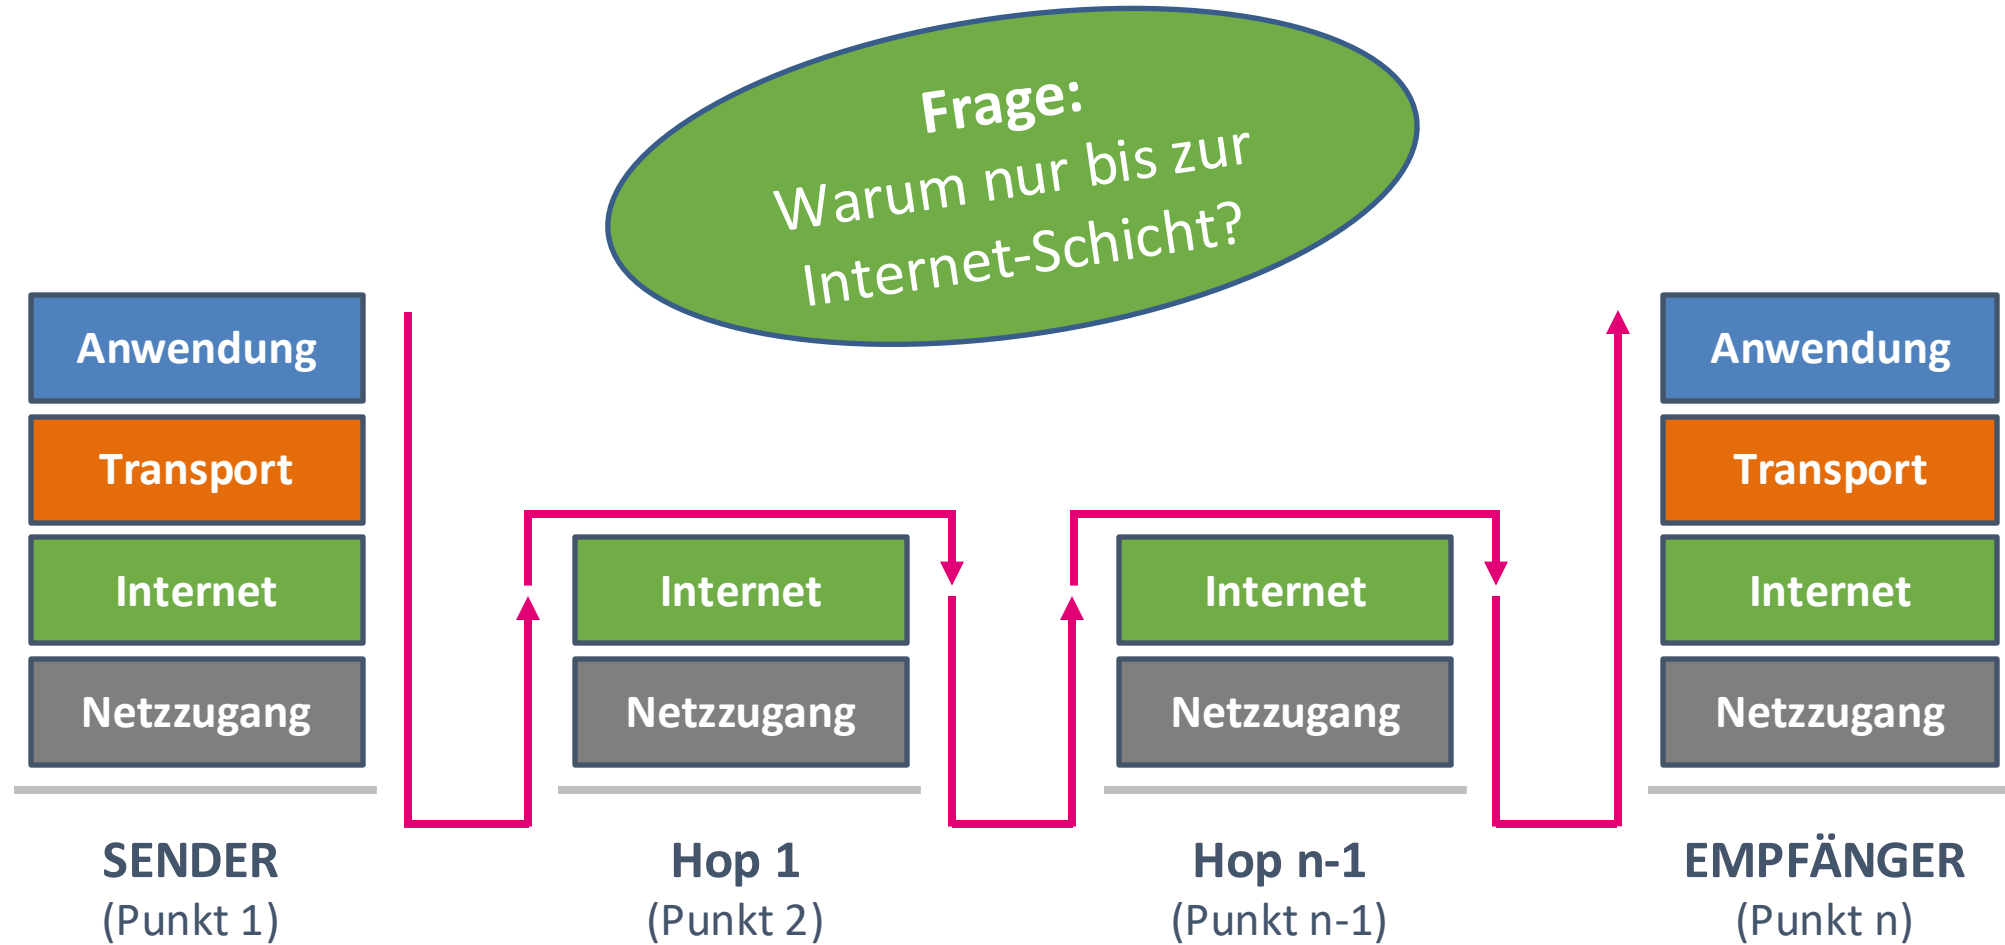 Frage:
Warum nur bis zur
Internet-Schicht?
Anwendung
Transport
Internet
Netzzugang
SENDER
(Punkt 1)
Internet
Netzzugang
Hop 1
(Punkt 2)
Internet
Netzzugang
Hop n-1
(Punkt n-1)
Anwendung
Transport
Internet
Netzzugang
EMPFÄNGER
(Punkt n)